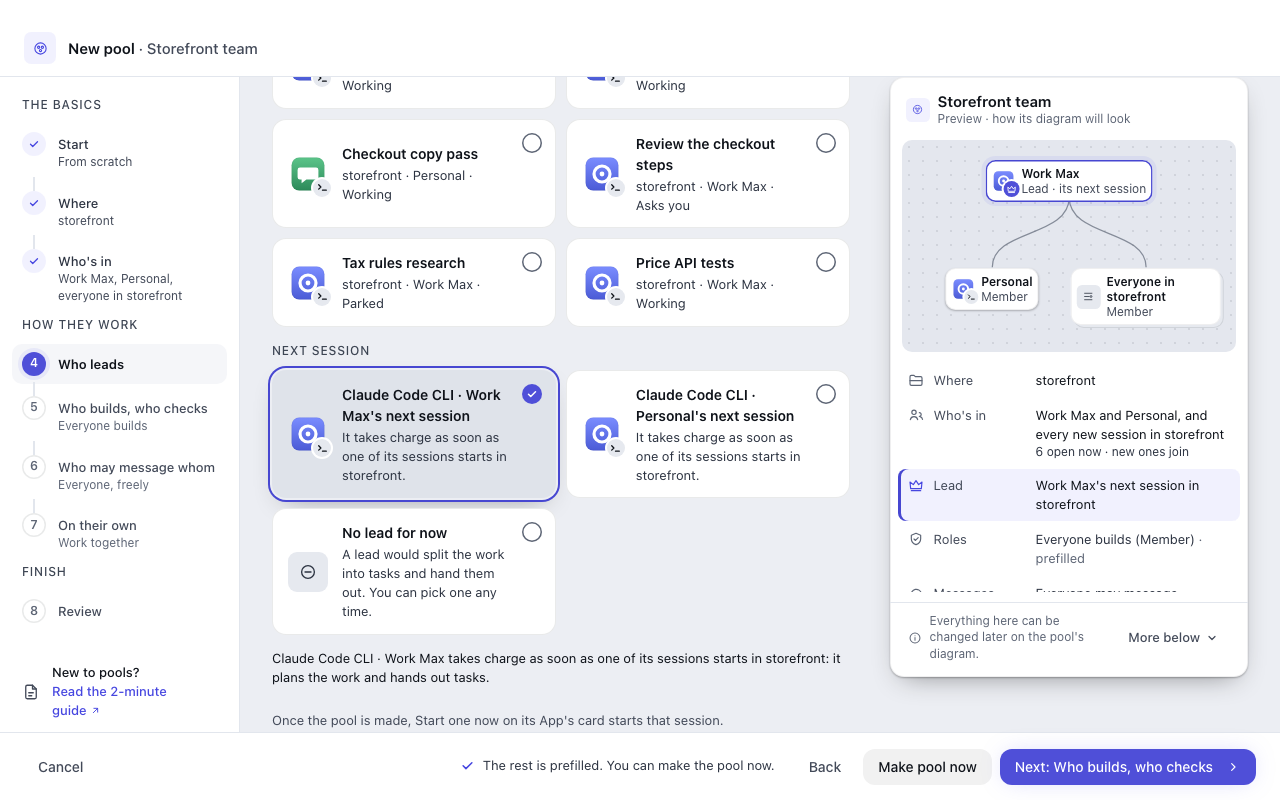 New pool · Storefront team
THE BASICS
Start
From scratch
Where
storefront
Who's in
Work Max, Personal,
everyone in storefront
HOW THEY WORK
4
Who leads
5
Who builds, who checks
Everyone builds
6
Who may message whom
Everyone, freely
7
On their own
Work together
FINISH
8
Review
New to pools?
Read the 2-minute
guide ↗
Working
Working
Checkout copy pass
storefront · Personal ·
Working
Review the checkout
steps
storefront · Work Max ·
Asks you
Tax rules research
storefront · Work Max ·
Parked
Price API tests
storefront · Work Max ·
Working
NEXT SESSION
Claude Code CLI · Work
Max's next session
It takes charge as soon as
one of its sessions starts in
storefront.
Claude Code CLI ·
Personal's next session
It takes charge as soon as
one of its sessions starts in
storefront.
No lead for now
A lead would split the work
into tasks and hand them
out. You can pick one any
time.
Claude Code CLI · Work Max takes charge as soon as one of its sessions starts in storefront: it
plans the work and hands out tasks.
Once the pool is made, Start one now on its App's card starts that session.
Storefront team
Preview · how its diagram will look
Work Max
Lead · its next session
Personal
Member
Everyone in
storefront
Member
Where
storefront
Who's in
Work Max and Personal, and
every new session in storefront
6 open now · new ones join
Lead
Work Max's next session in
storefront
Roles
Everyone builds (Member) ·
prefilled
Messages
Everyone may message
Everything here can be
changed later on the pool's
diagram.
More below
Cancel
The rest is prefilled. You can make the pool now.
Back
Make pool now
Next: Who builds, who checks